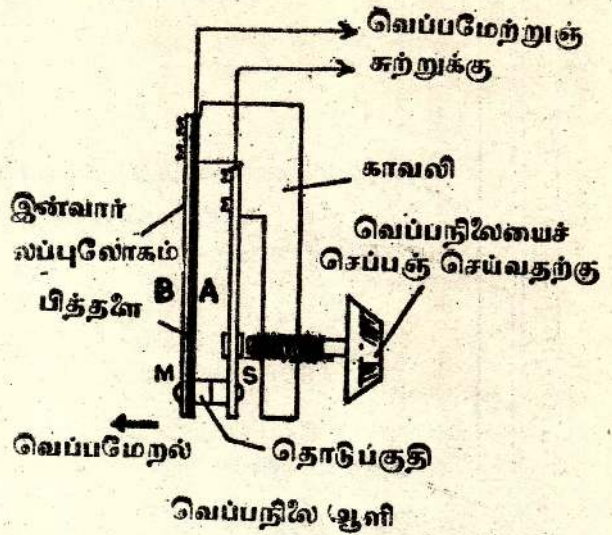 வெப்பமேற்றுஞ்
சுற்றுக்கு
காவலி
இன்வார்
லப்புலோகம்
வெப்பநிலையைச்
செப்பஞ் செய்வதற்கு
B A
பித்தளை
M
S
வெப்பமேறல்
தொடுப்குதி
வெப்பநிலை ஆளி